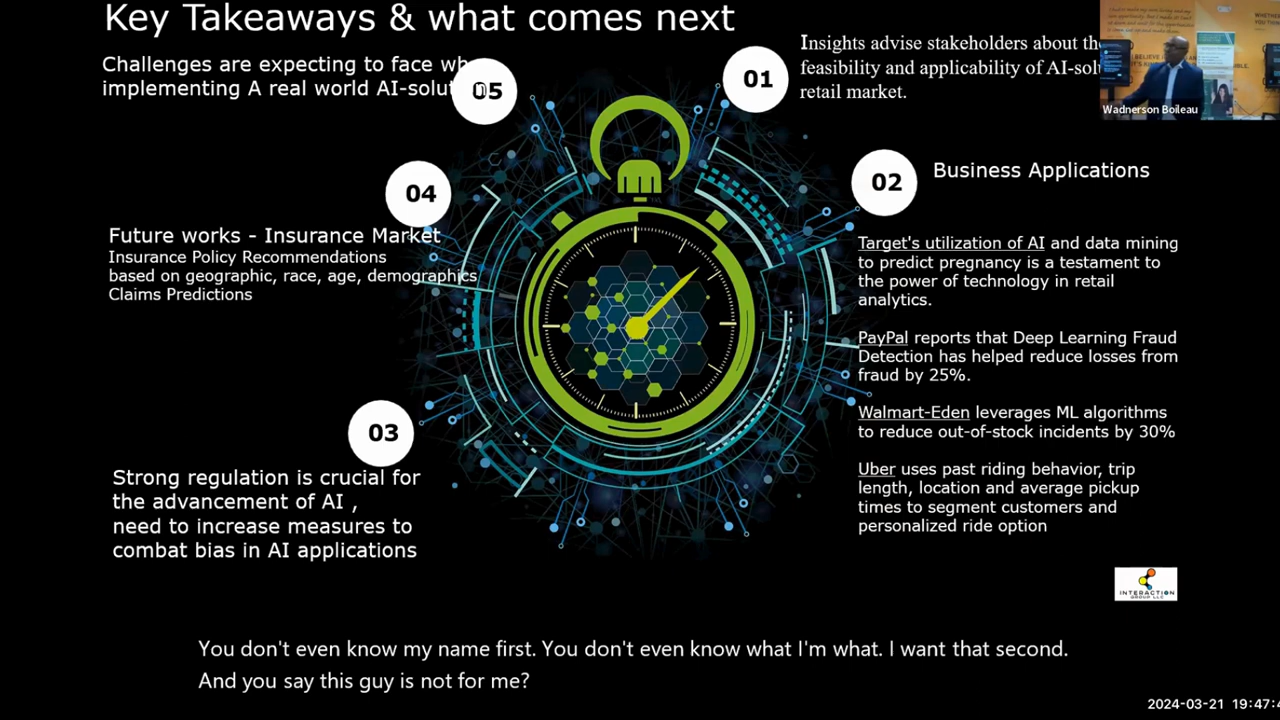 Key Takeaways & what comes next
Challenges are expecting to face wh
implementing A real world AI-solut n
05
01
Insights advise stakeholders about the
feasibility and applicability of AI-solu
retail market.
Wadnerson Boileau
02
Business Applications
Target's utilization of AI and data mining
to predict pregnancy is a testament to
the power of technology in retail
analytics.
PayPal reports that Deep Learning Fraud
Detection has helped reduce losses from
fraud by 25%.
Walmart-Eden leverages ML algorithms
to reduce out-of-stock incidents by 30%
Uber uses past riding behavior, trip
length, location and average pickup
times to segment customers and
personalized ride option
04
Future works - Insurance Market
Insurance Policy Recommendations
based on geographic, race, age, demographics
Claims Predictions
03
Strong regulation is crucial for
the advancement of AI ,
need to increase measures to
combat bias in AI applications
INTERACTION
GROUP LLC
You don't even know my name first. You don't even know what I'm what. I want that second.
And you say this guy is not for me?
2024-03-21 19:47:4